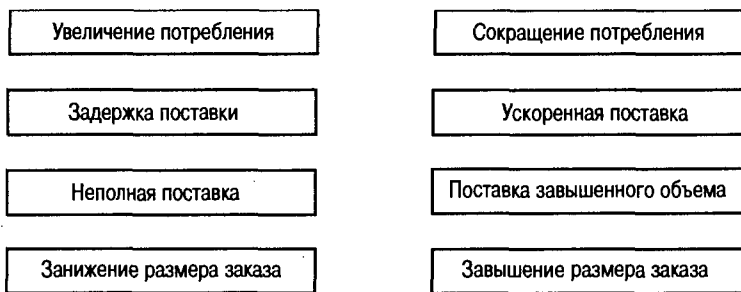 Увеличение потребления
Сокращение потребления
Задержка поставки
Ускоренная поставка
Неполная поставка
Поставка завышенного объема
Занижение размера заказа
Завышение размера заказа